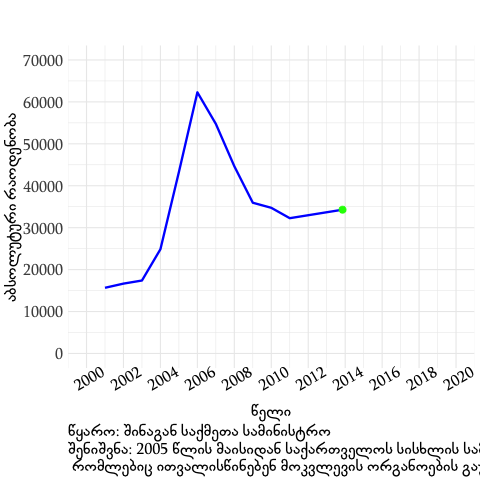 70000
60000
50000
40000
30000
20000
10000
0
აბსოლუტური რაოდენობა
2000 2002 2004 2006 2008 2010 2012 2014 2016 2018 2020
წელი
წყარო: შინაგან საქმეთა სამინისტრო
შენიშვნა: 2005 წლის მაისიდან საქართველოს სისხლის
რომლებიც ითვალისწინებენ მოკვლევის ორგანოების